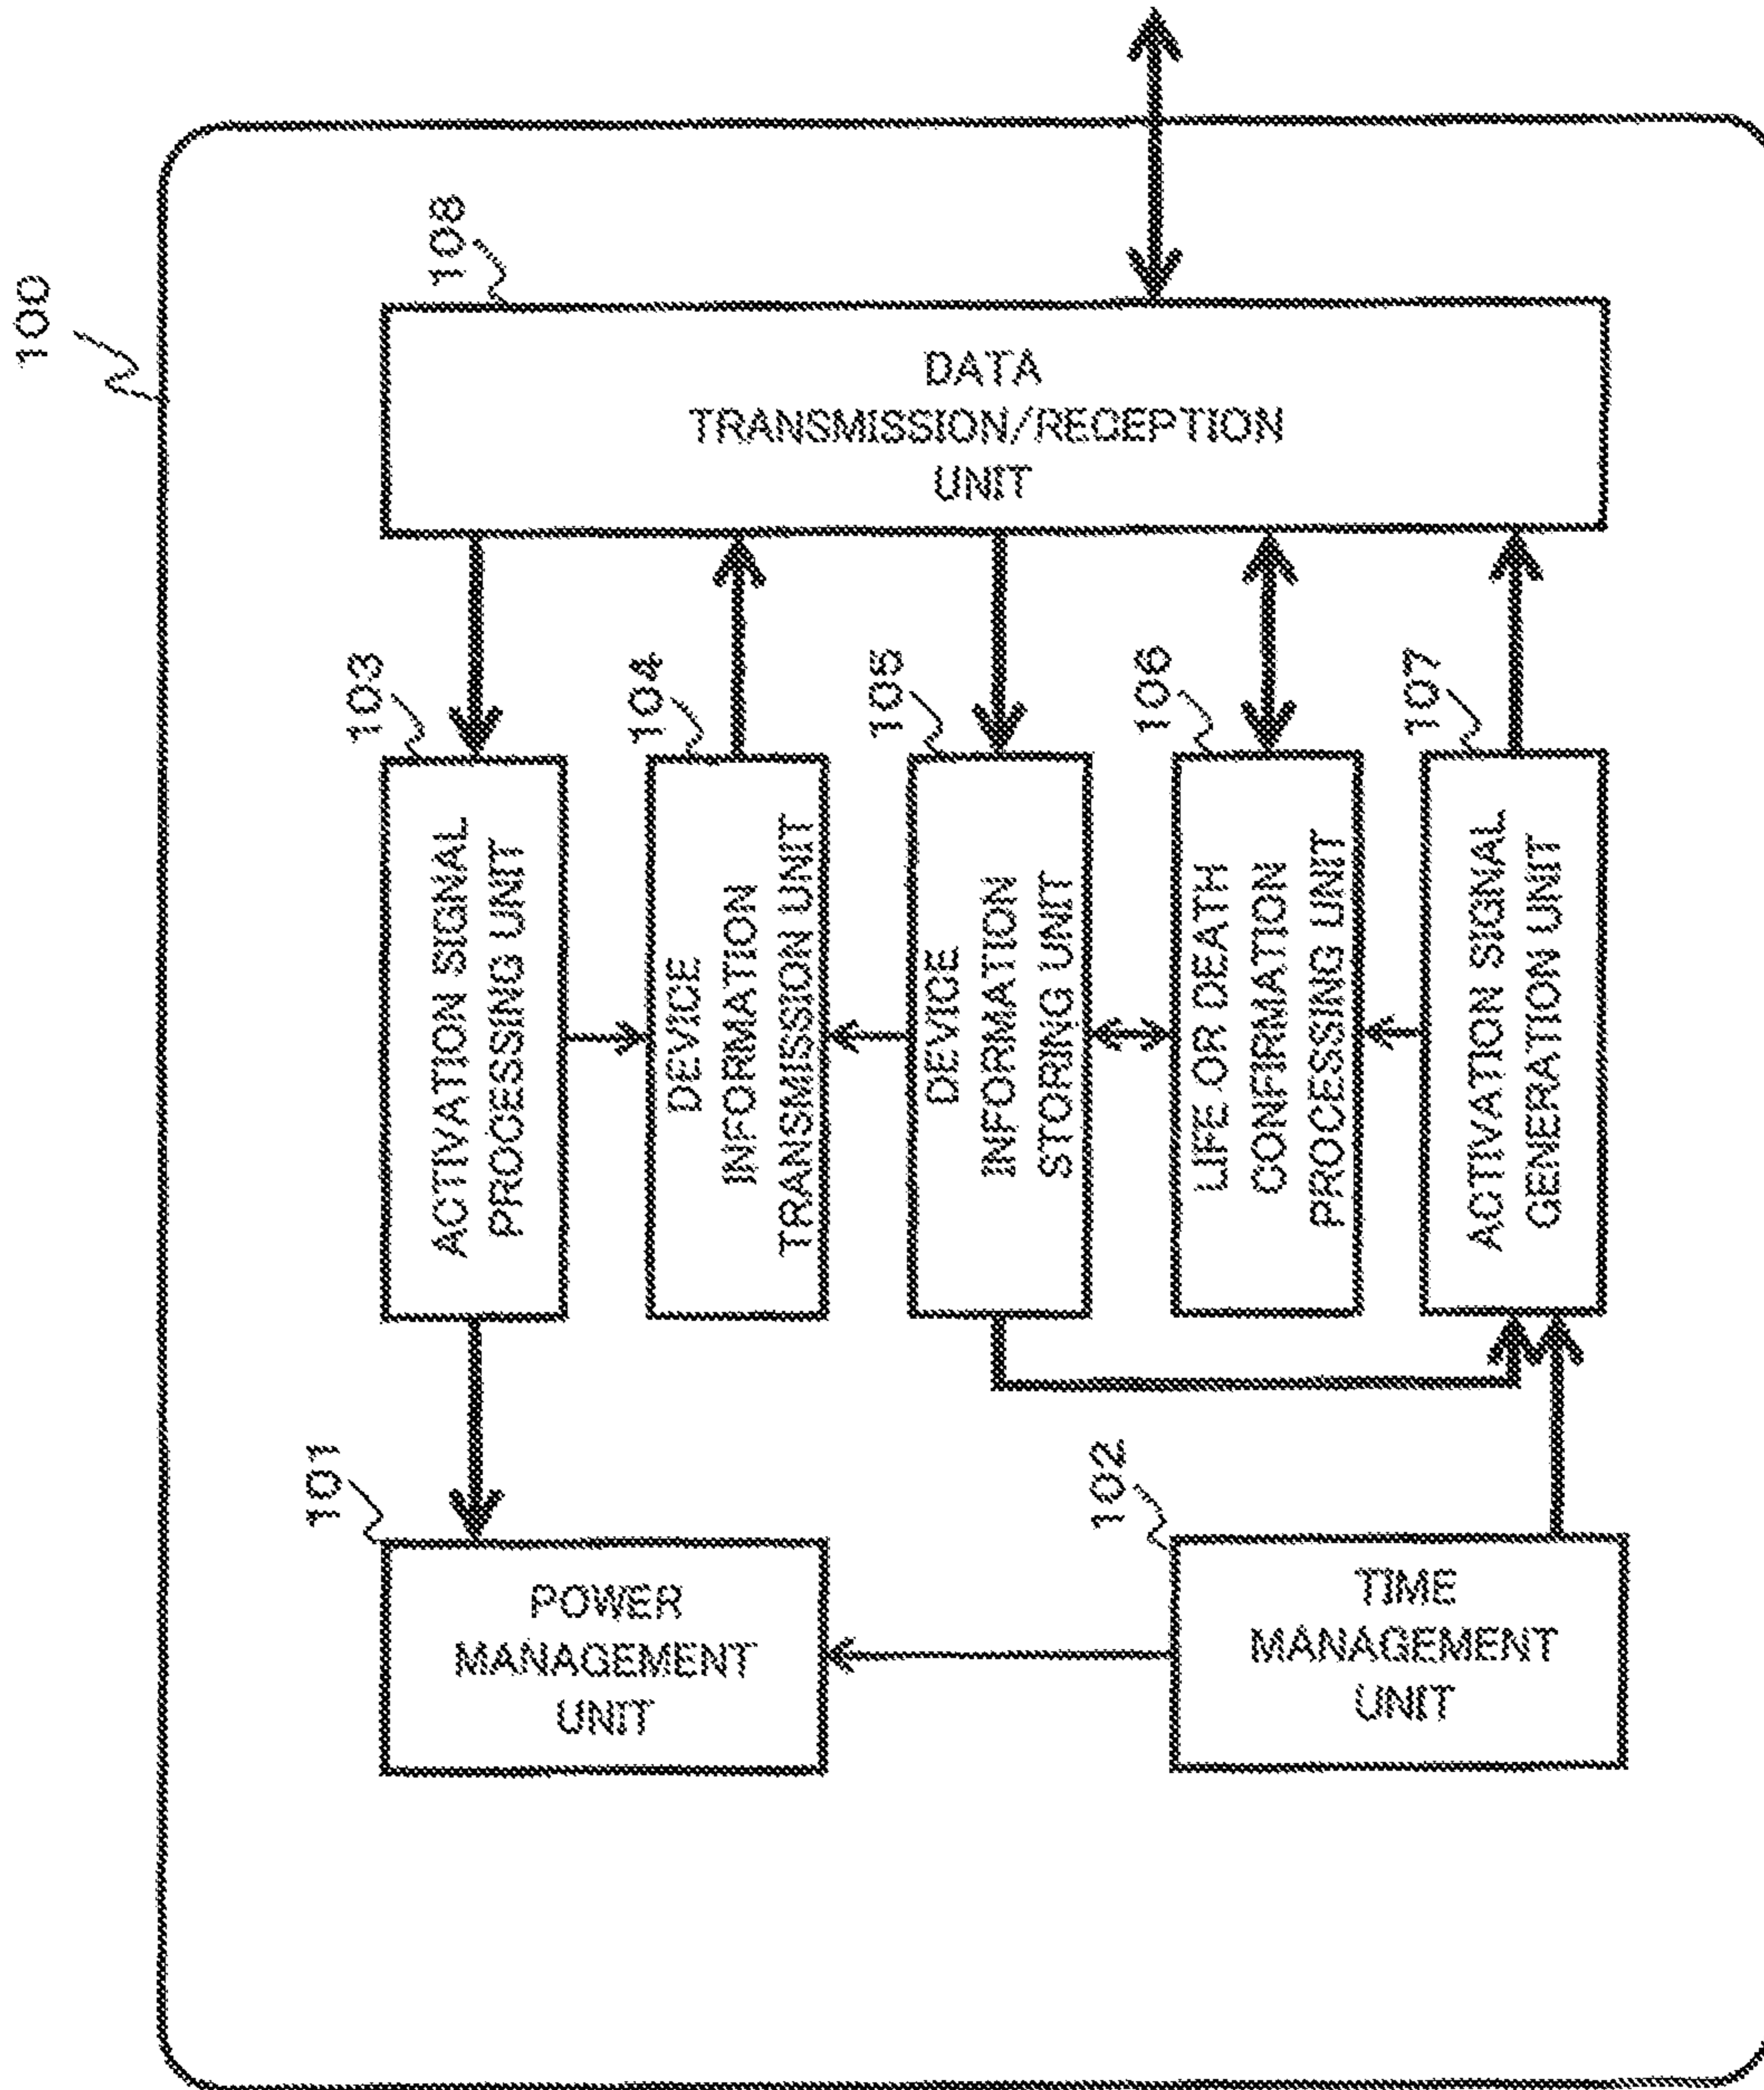 100
108
DATA
TRANSMISSION/RECEPTION
UNIT
103
ACTIVATION SIGNAL
PROCESSING UNIT
104
DEVICE
INFORMATION
TRANSMISSION UNIT
105
DEVICE
INFORMATION
STORING UNIT
106
LIFE OR DEATH
CONFIRMATION
PROCESSING UNIT
107
ACTIVATION SIGNAL
GENERATION UNIT
101
POWER
MANAGEMENT
UNIT
102
TIME
MANAGEMENT
UNIT